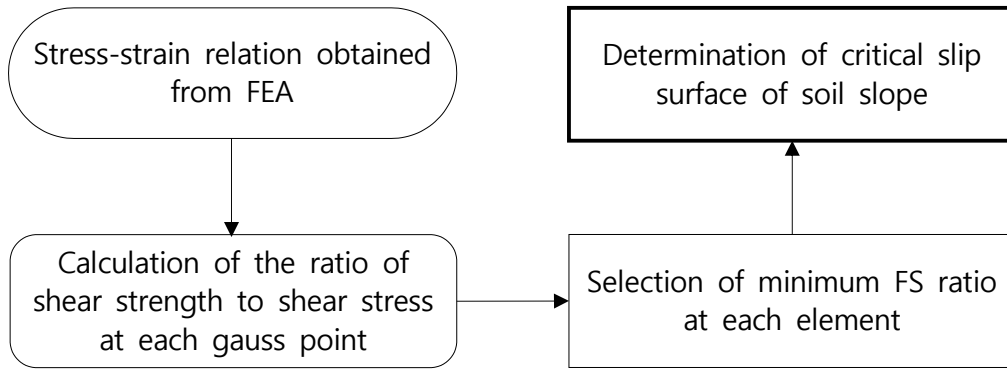 Stress-strain relation obtained
from FEA
Calculation of the ratio of
shear strength to shear stress
at each gauss point
Selection of minimum FS ratio
at each element
Determination of critical slip
surface of soil slope